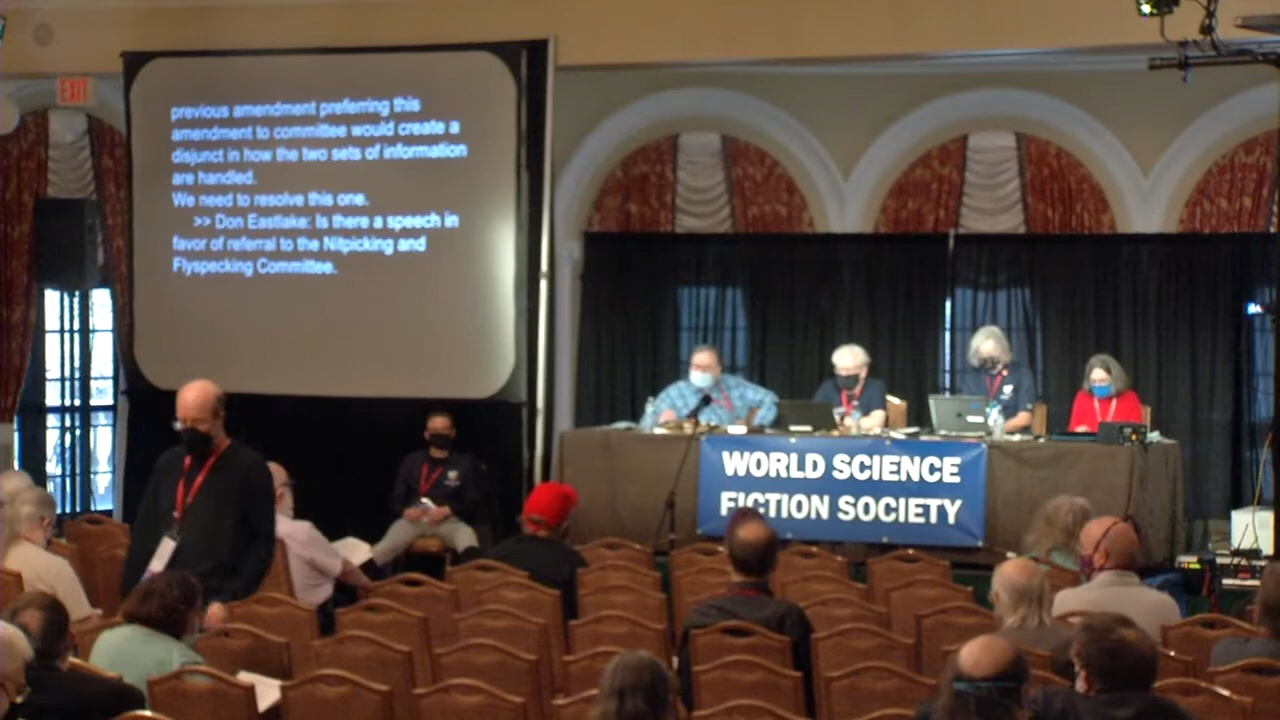 EXIT
previous amendment preferring this
amendment to committee would create a
disjunct in how the two sets of information
are handled.
We need to resolve this one.
>> Don Eastlake: Is there a speech in
favor of referral to the Nitpicking and
Flyspecking Committee.
WORLD SCIENCE
FICTION SOCIETY